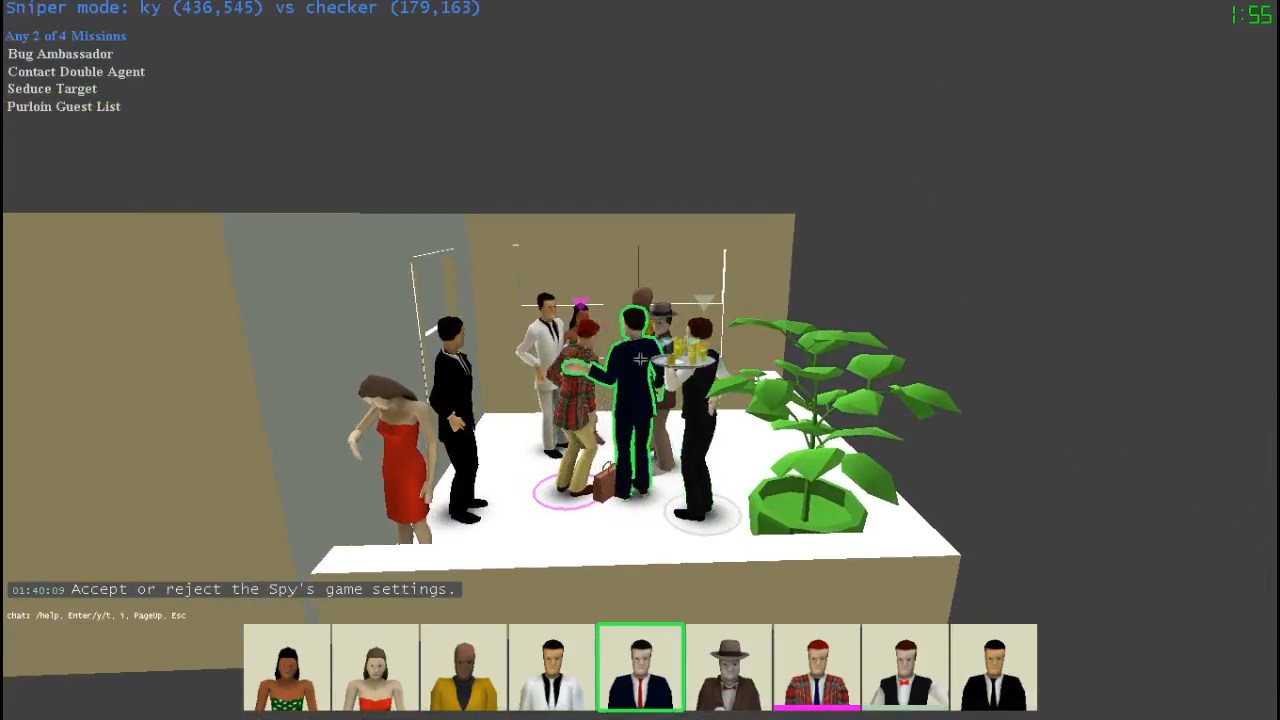 Sniper mode: ky (436,545) vs checker (179,163)
1:55
Any 2 of 4 Missions
Bug Ambassador
Contact Double Agent
Seduce Target
Purloin Guest List
01:40:09 Accept or reject the Spy's game settings.
chat: /help, Enter/y/t, i, PageUp, Esc